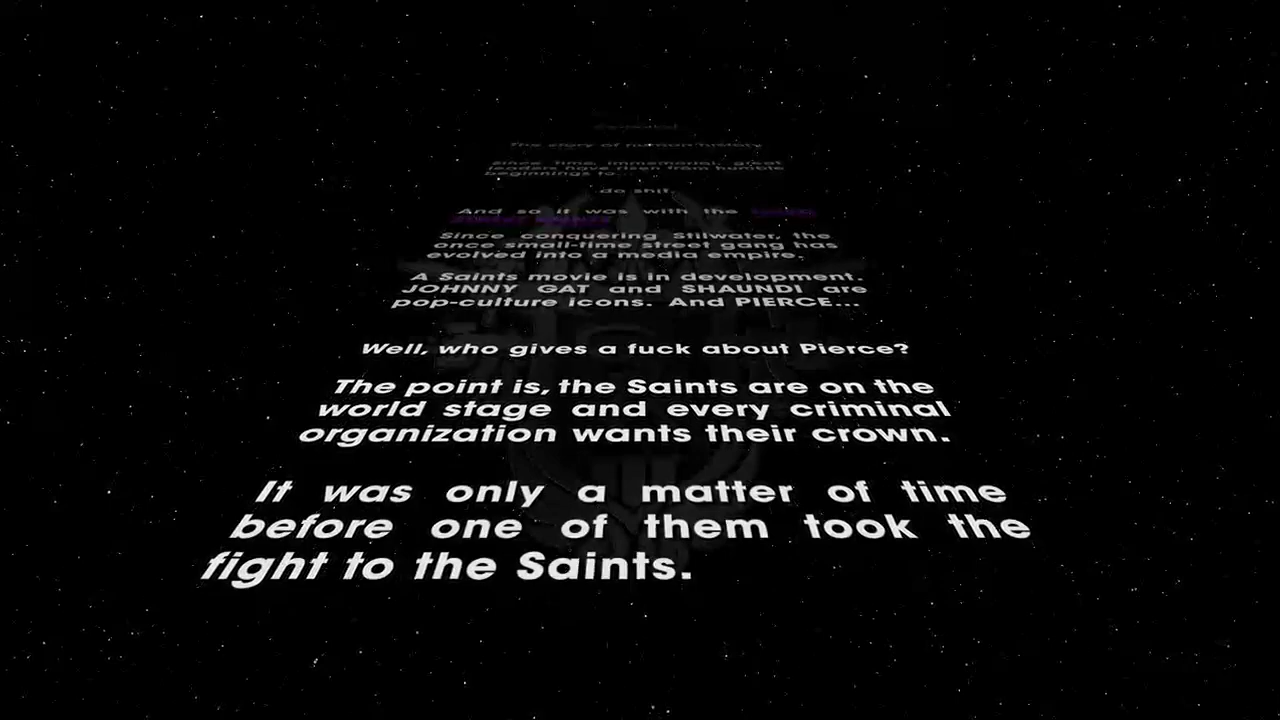 The story of human history
Since time immemorial, great
leaders have risen from humble
beginnings to...
do shit.
And so it was with the
Since conquering Stilwater, the
once small-time street gang has
evolved into a media empire.
A Saints movie is in development.
JOHNNY GAT and SHAUNDI are
pop-culture icons. And PIERCE...
Well, who gives a fuck about Pierce?
The point is, the Saints are on the
world stage and every criminal
organization wants their crown.
It was only a matter of time
before one of them took the
fight to the Saints.